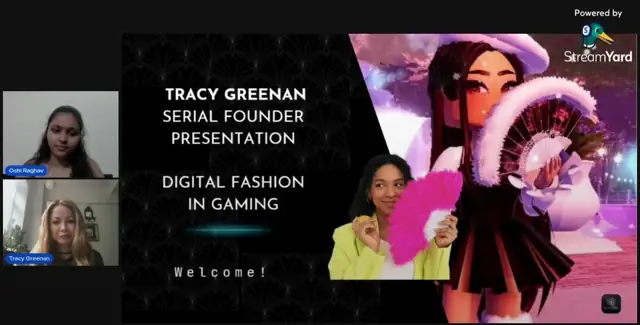 Powered by
StreamYard
TRACY GREENAN
SERIAL FOUNDER
PRESENTATION
DIGITAL FASHION
IN GAMING
Welcome!
Oshi Raghav
Tracy Greenan